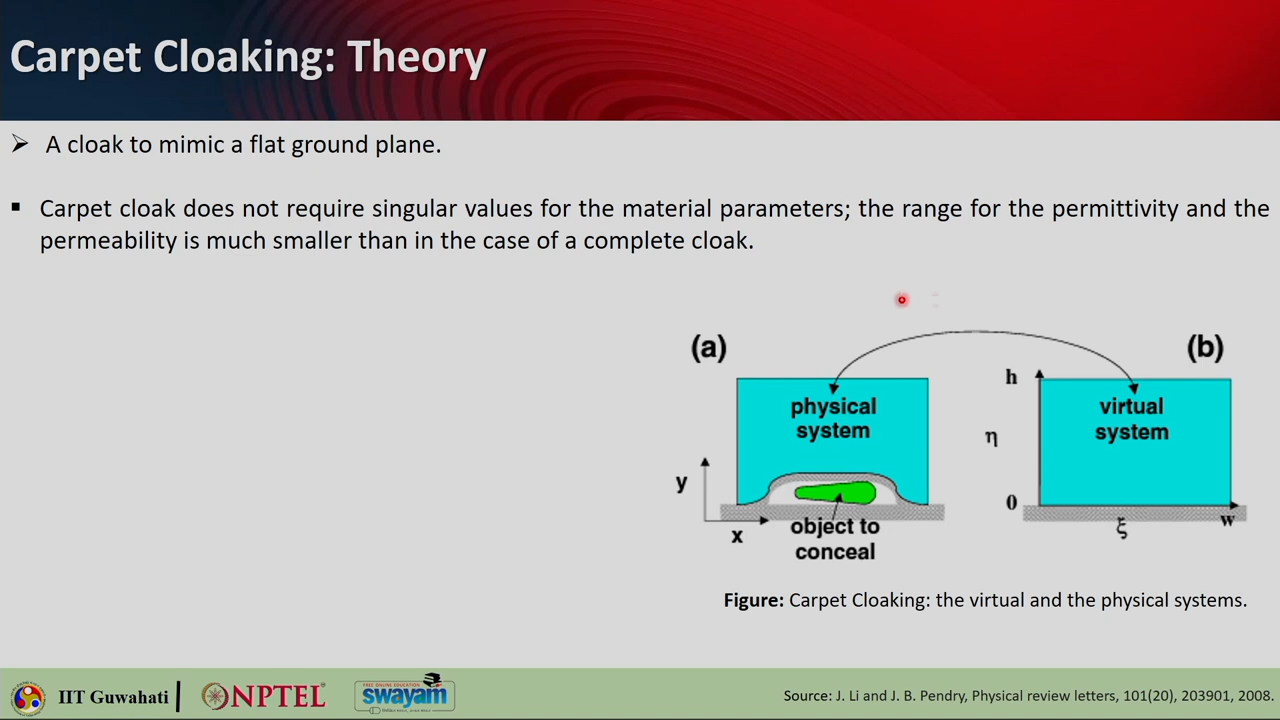 Carpet Cloaking: Theory
➢ A cloak to mimic a flat ground plane.
▪ Carpet cloak does not require singular values for the material parameters; the range for the permittivity and the
permeability is much smaller than in the case of a complete cloak.
(a)
(b)
physical
system
y
x
object to
conceal
h
virtual
system
η
0
ξ
w
Figure: Carpet Cloaking: the virtual and the physical systems.
IIT Guwahati
NPTEL
FREE ONLINE EDUCATION
swayam
Source: J. Li and J. B. Pendry, Physical review letters, 101(20), 203901, 2008.